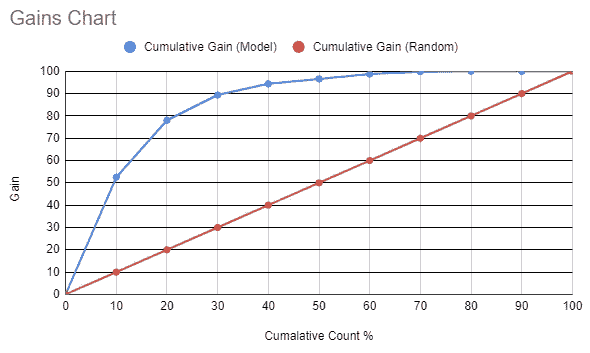 Gains Chart
Cumulative Gain (Model) Cumulative Gain (Random)
100
90
80
70
60
50
40
30
20
10
0
Gain
0 10 20 30 40 50 60 70 80 90 100
Cumalative Count %